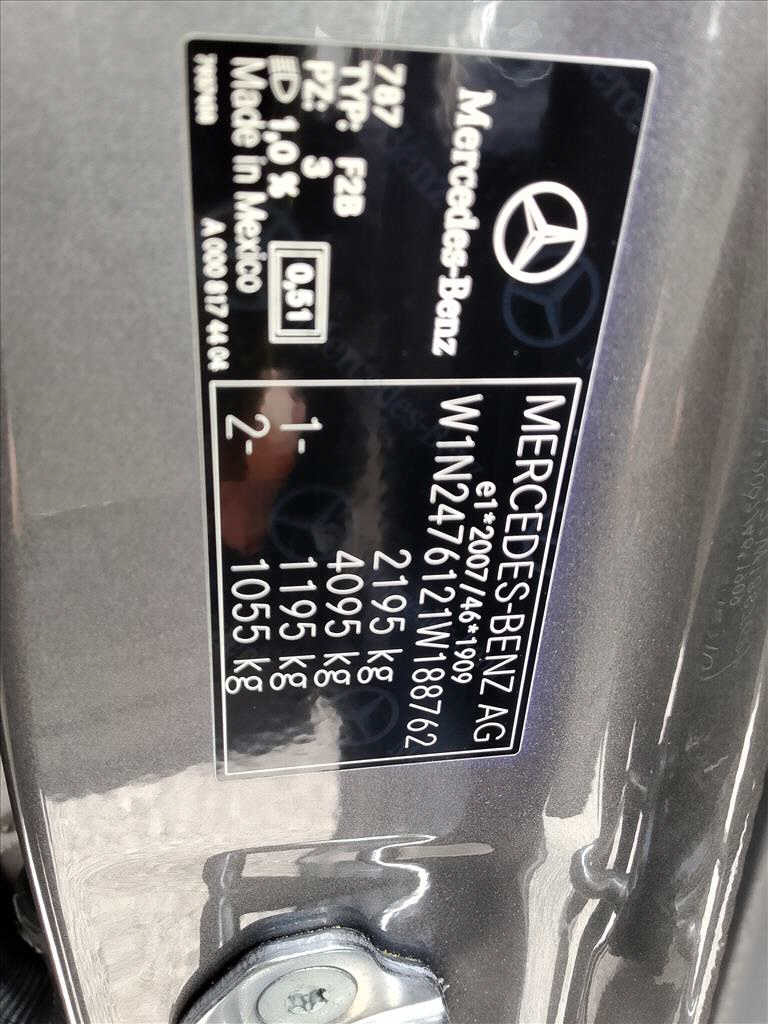 Mercedes-Benz
787
TYP: F2B
PZ: 3
1,0 %
0,51
Made in Mexico
A 000 817 44 04
MERCEDES-BENZ AG
e1*2007/46*1909
W1N2476121W188762
2195 kg
4095 kg
1- 1195 kg
2- 1055 kg